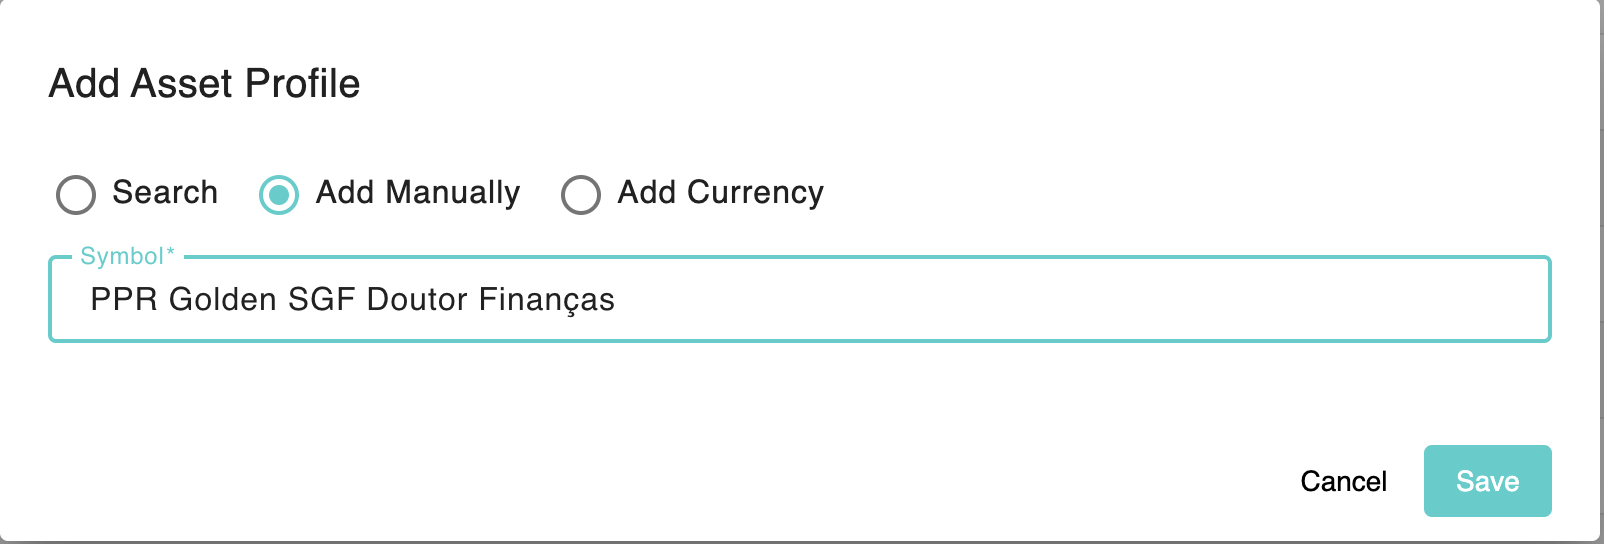 Add Asset Profile
Search Add Manually Add Currency
Symbol*
PPR Golden SGF Doutor Finanças
Cancel Save